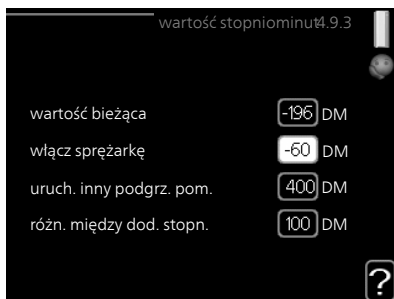 wartość stopniominut 4.9.3
wartość bieżąca -196 DM
włącz sprężarkę -60 DM
uruch. inny podgrz. pom. 400 DM
różn. między dod. stopn. 100 DM
?